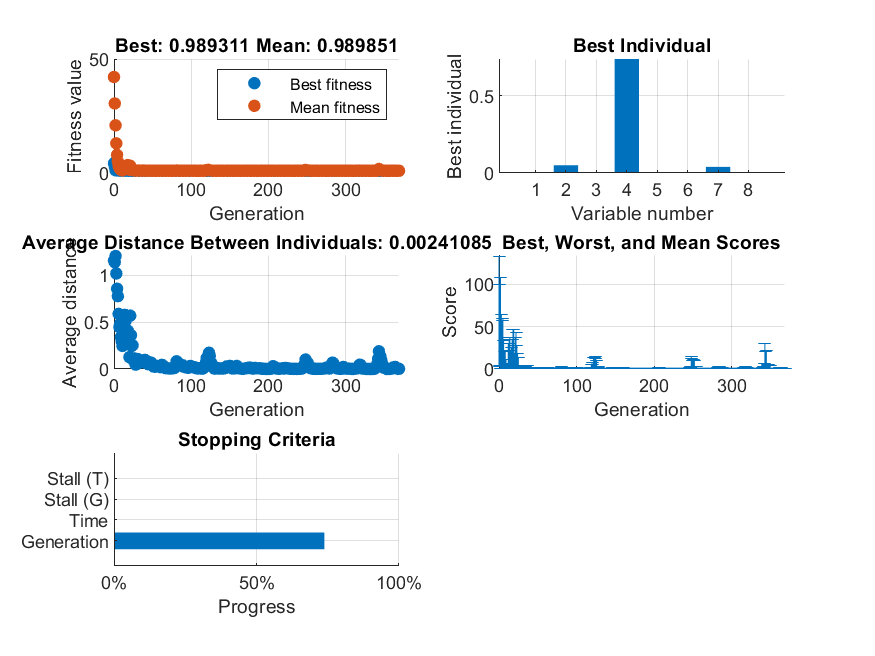 Best: 0.989311 Mean: 0.989851
Fitness value
50
0
Best fitness
Mean fitness
0 100 200 300
Generation
Best Individual
Best individual
0.5
0
1 2 3 4 5 6 7 8
Variable number
Average Distance Between Individuals: 0.00241085
Average distance
1
0.5
0
0 100 200 300
Generation
Best, Worst, and Mean Scores
Score
100
50
0
0 100 200 300
Generation
Stopping Criteria
Stall (T)
Stall (G)
Time
Generation
0% 50% 100%
Progress